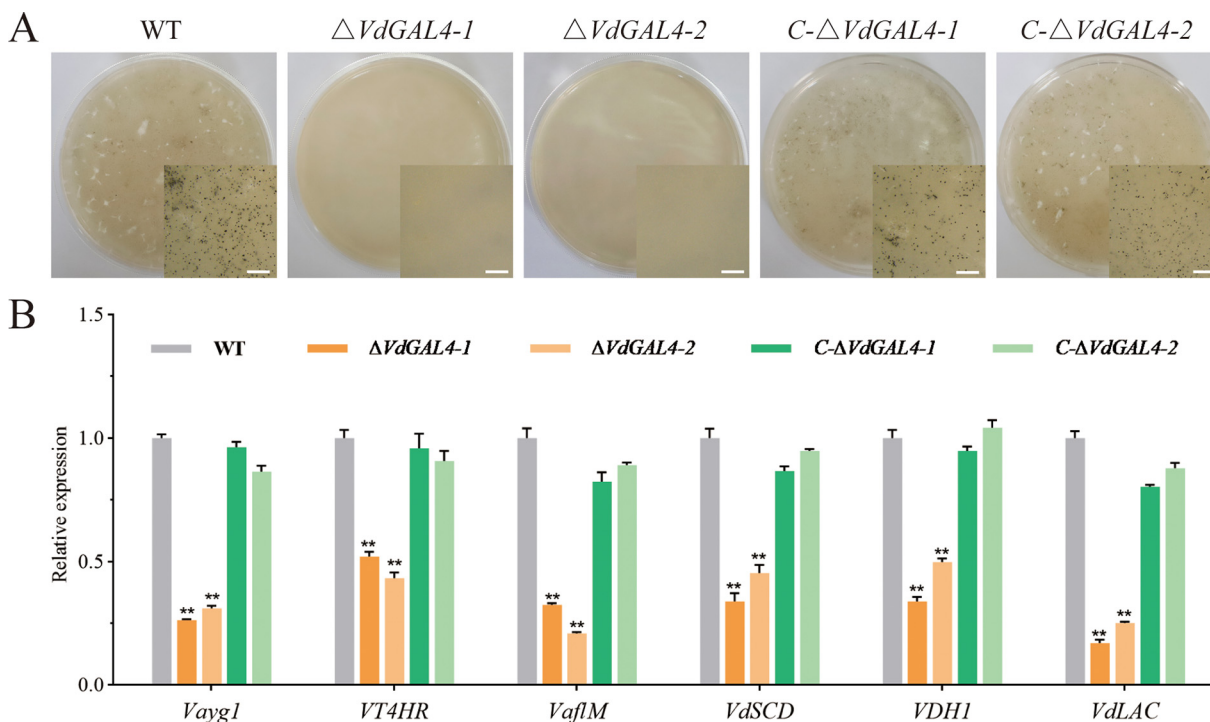 A
WT △VdGAL4-1 △VdGAL4-2 C-△VdGAL4-1 C-△VdGAL4-2
B
1.5
WT ΔVdGAL4-1 ΔVdGAL4-2 C-ΔVdGAL4-1 C-ΔVdGAL4-2
1.0
Relative expression
0.5
0.0
** ** ** ** ** ** ** ** ** ** ** **
Vayg1 VT4HR VaflM VdSCD VDH1 VdLAC